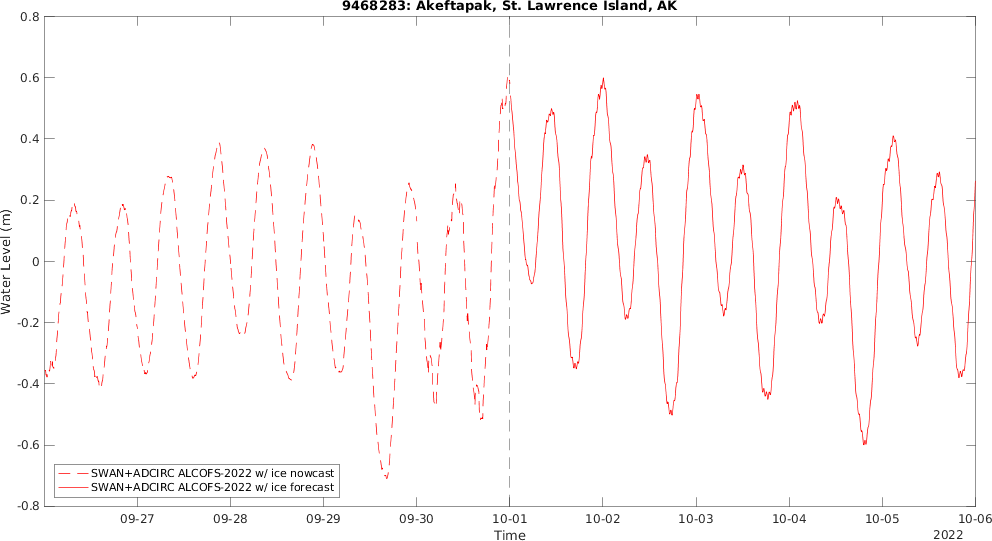 9468283: Akeftapak, St. Lawrence Island, AK
0.8
0.6
0.4
0.2
0
-0.2
-0.4
-0.6
-0.8
Water Level (m)
SWAN+ADCIRC ALCOFS-2022 w/ ice nowcast
SWAN+ADCIRC ALCOFS-2022 w/ ice forecast
09-27 09-28 09-29 09-30 10-01 10-02 10-03 10-04 10-05 10-06
Time
2022